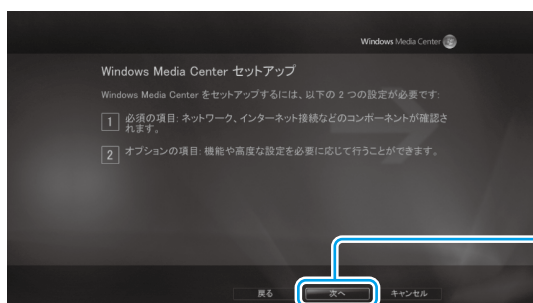 Windows Media Center
Windows Media Center セットアップ
Windows Media Center をセットアップするには、以下の 2 つの設定が必要です:
1 必須の項目: ネットワーク、インターネット接続などのコンポーネントが確認さ
れます。
2 オプションの項目: 機能や高度な設定を必要に応じて行うことができます。
戻る 次へ キャンセル